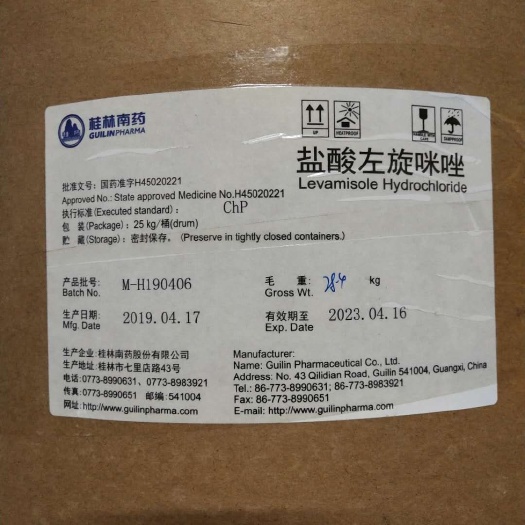 桂林南药
GUILINPHARMA
UP
HEATPROOF
HANDLE WITH CARE
DAMPPROOF
盐酸左旋咪唑
Levamisole Hydrochloride
批准文号：国药准字H45020221
Approved No.: State approved Medicine No.H45020221
执行标准(Executed standard)： ChP
包 装(Package)：25 kg/桶(drum)
贮 藏(Storage)：密封保存。(Preserve in tightly closed containers.)
产品批号: M-H190406 毛 重: 28.4 kg
Batch No. Gross Wt.
生产日期: 2019.04.17 有效期至 2023.04.16
Mfg. Date Exp. Date
生产企业:桂林南药股份有限公司
生产地址:桂林市七里店路43号
电话:0773-8990631、0773-8983921
传真:0773-8990651 邮编:541004
网址:http://www.guilinpharma.com
Manufacturer:
Name: Guilin Pharmaceutical Co., Ltd.
Address: No. 43 Qilidian Road, Guilin 541004, Guangxi, China
Tel.: 86-773-8990631; 86-773-8983921
Fax: 86-773-8990651
E-mail: http://www.guilinpharma.com